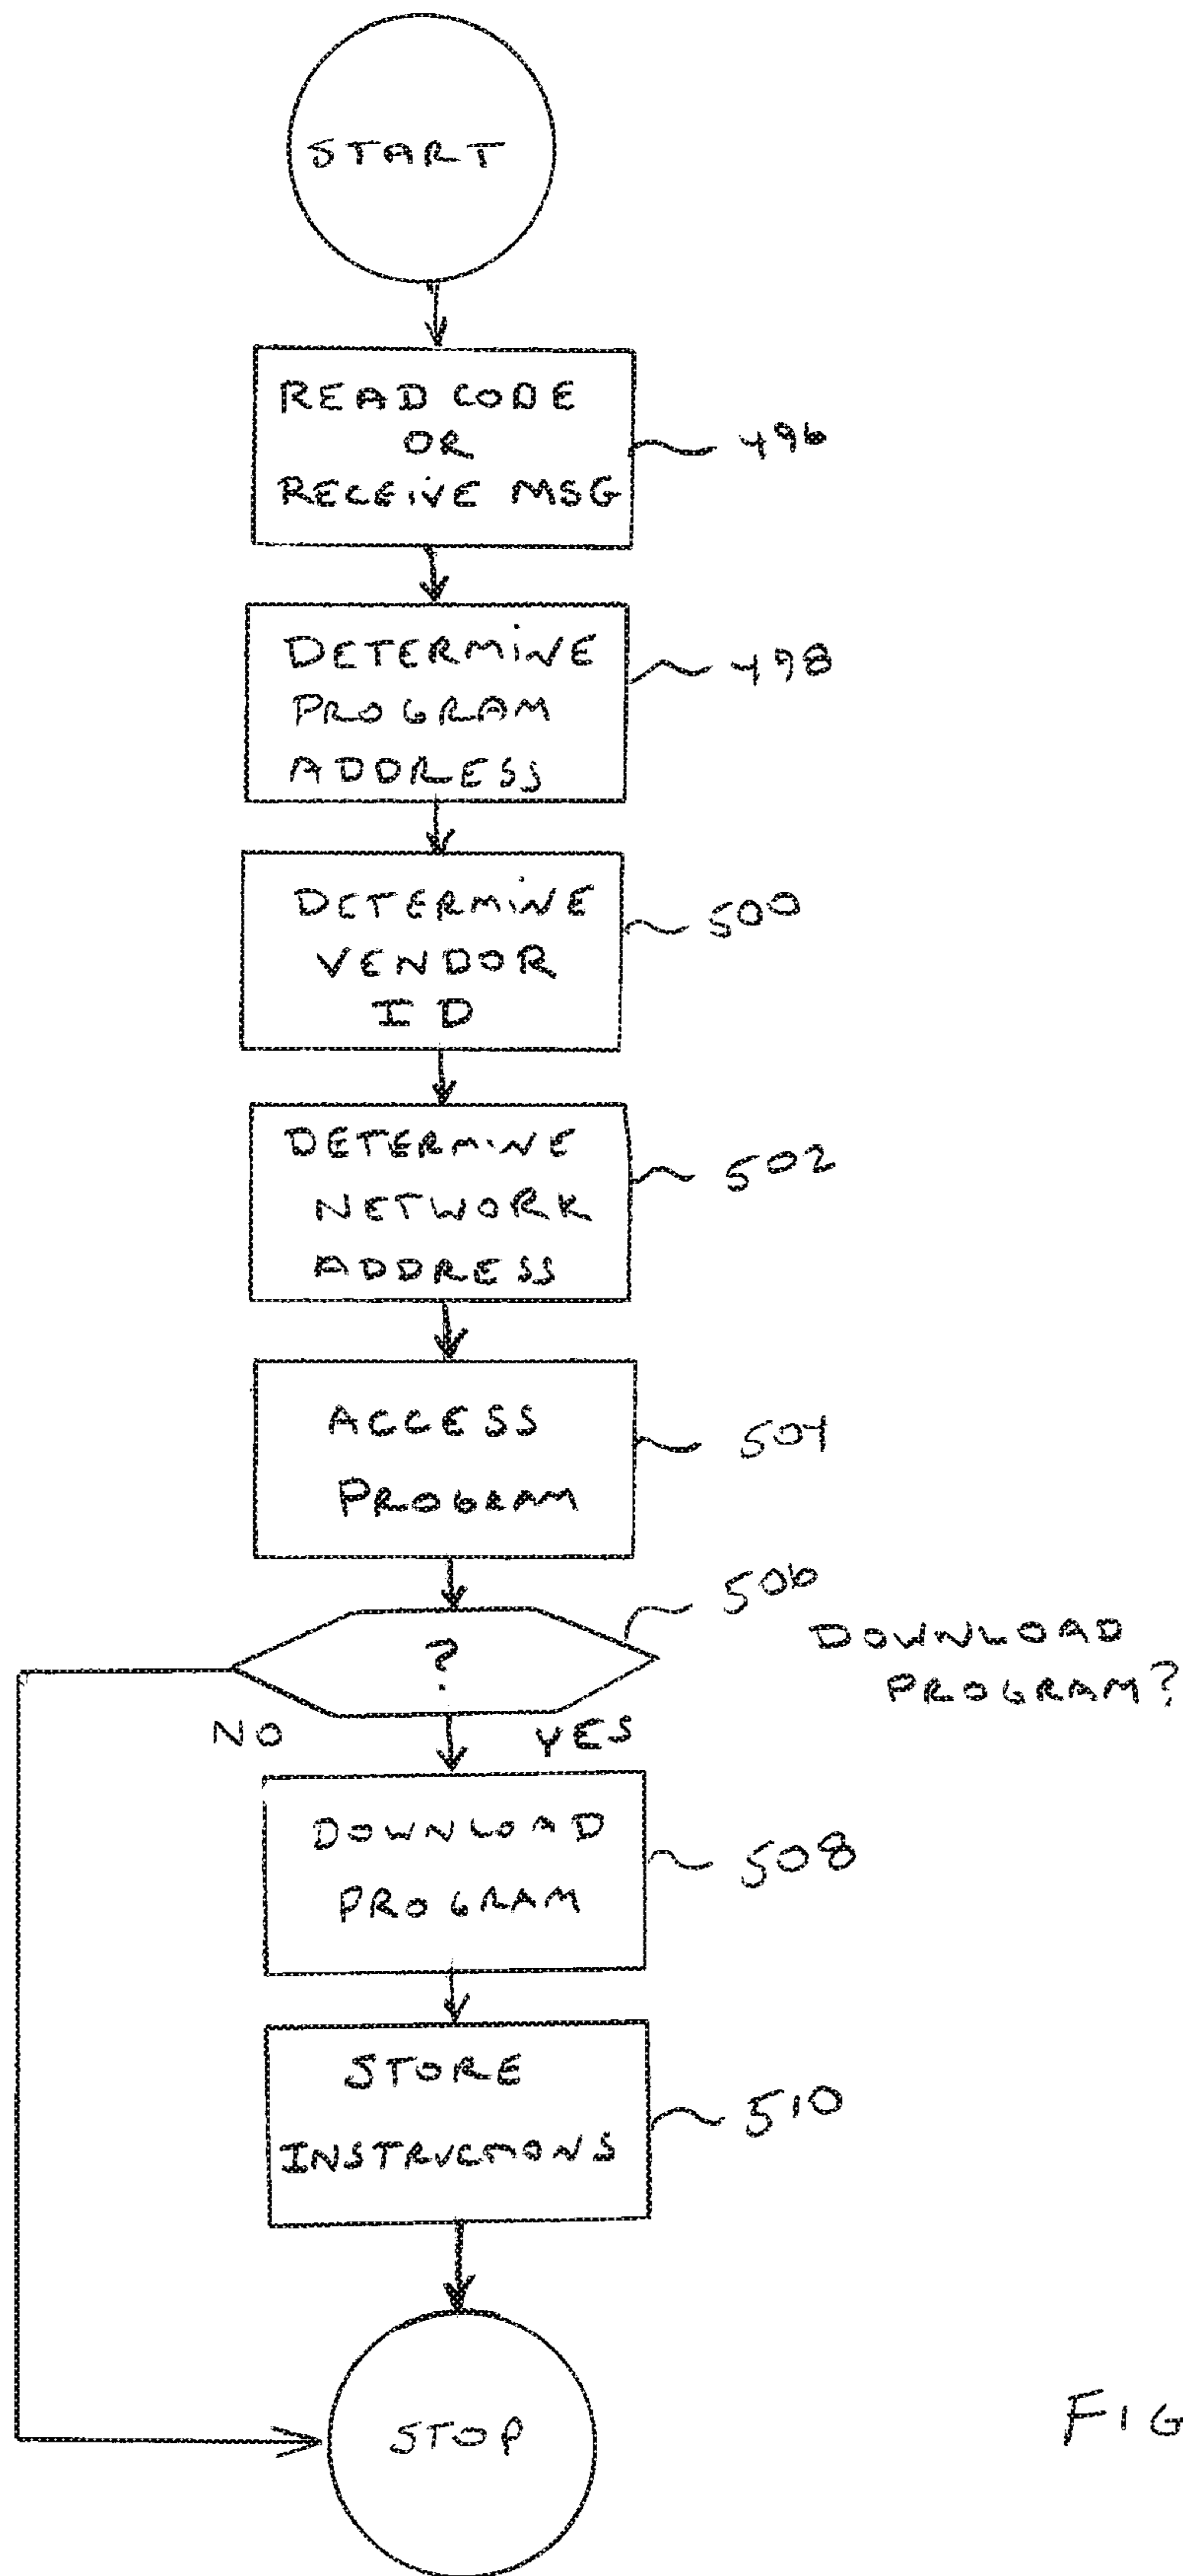 START
READ CODE
OR
RECEIVE MSG
496
DETERMINE
PROGRAM
ADDRESS
498
DETERMINE
VENDOR
ID
500
DETERMINE
NETWORK
ADDRESS
502
ACCESS
PROGRAM
504
?
506
DOWNLOAD
PROGRAM?
NO
YES
DOWNLOAD
PROGRAM
508
STORE
INSTRUCTIONS
510
STOP
FIG